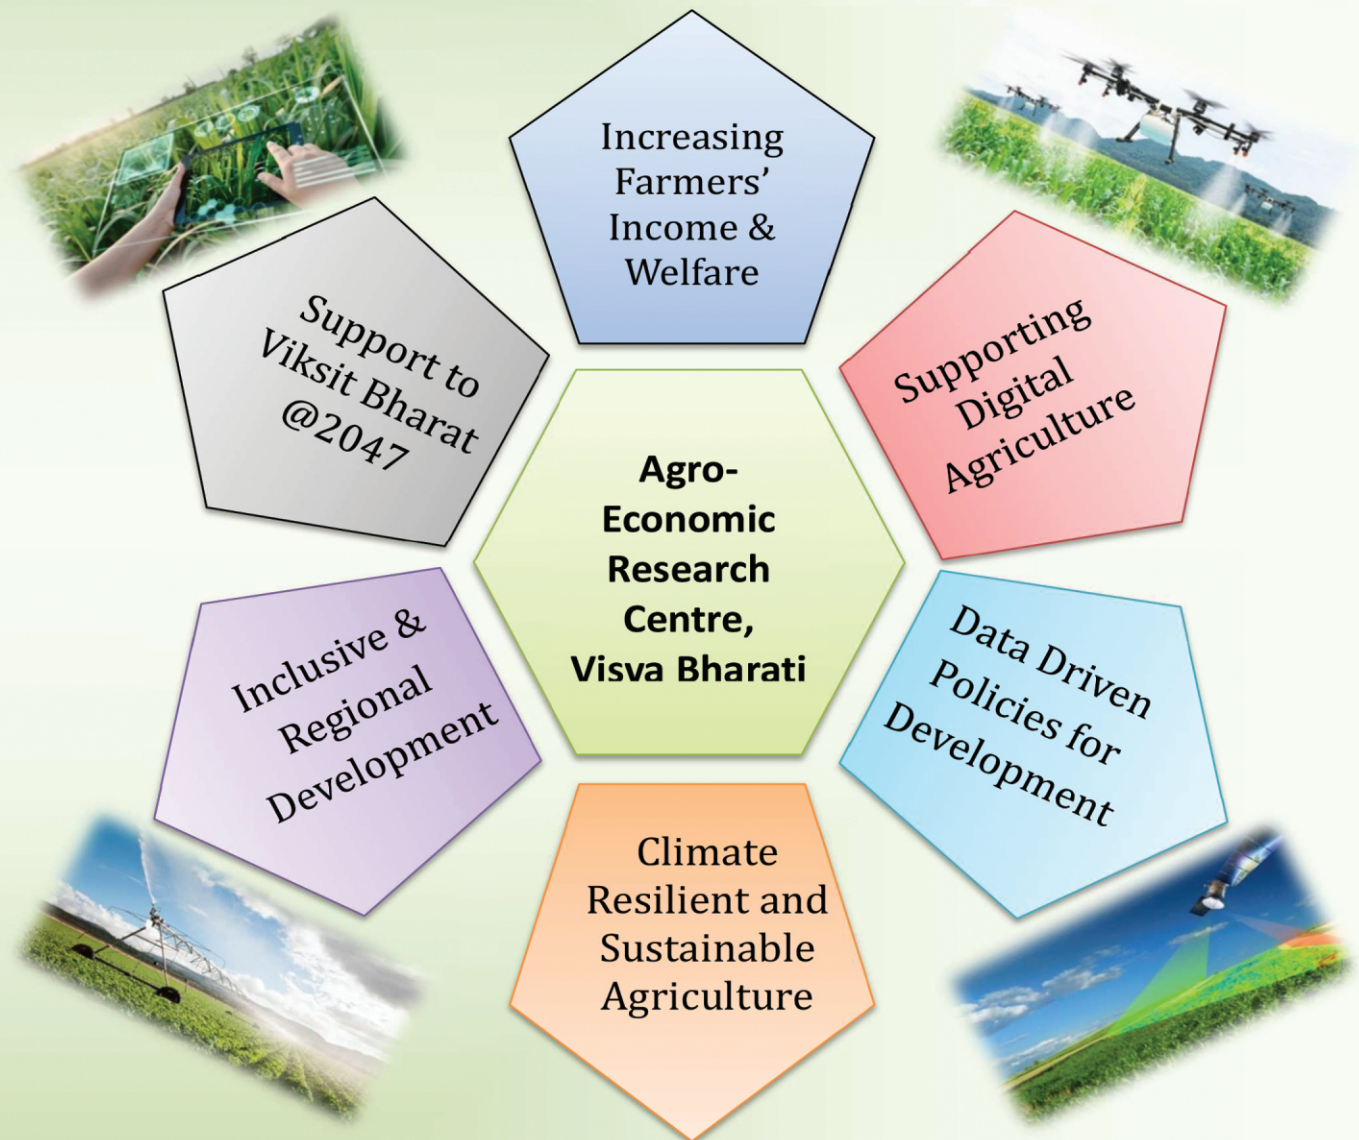 Increasing
Farmers’
Income &
Welfare
Support to
Viksit Bharat
@2047
Supporting
Digital
Agriculture
Agro-
Economic
Research
Centre,
Visva Bharati
Inclusive &
Regional
Development
Data Driven
Policies for
Development
Climate
Resilient and
Sustainable
Agriculture